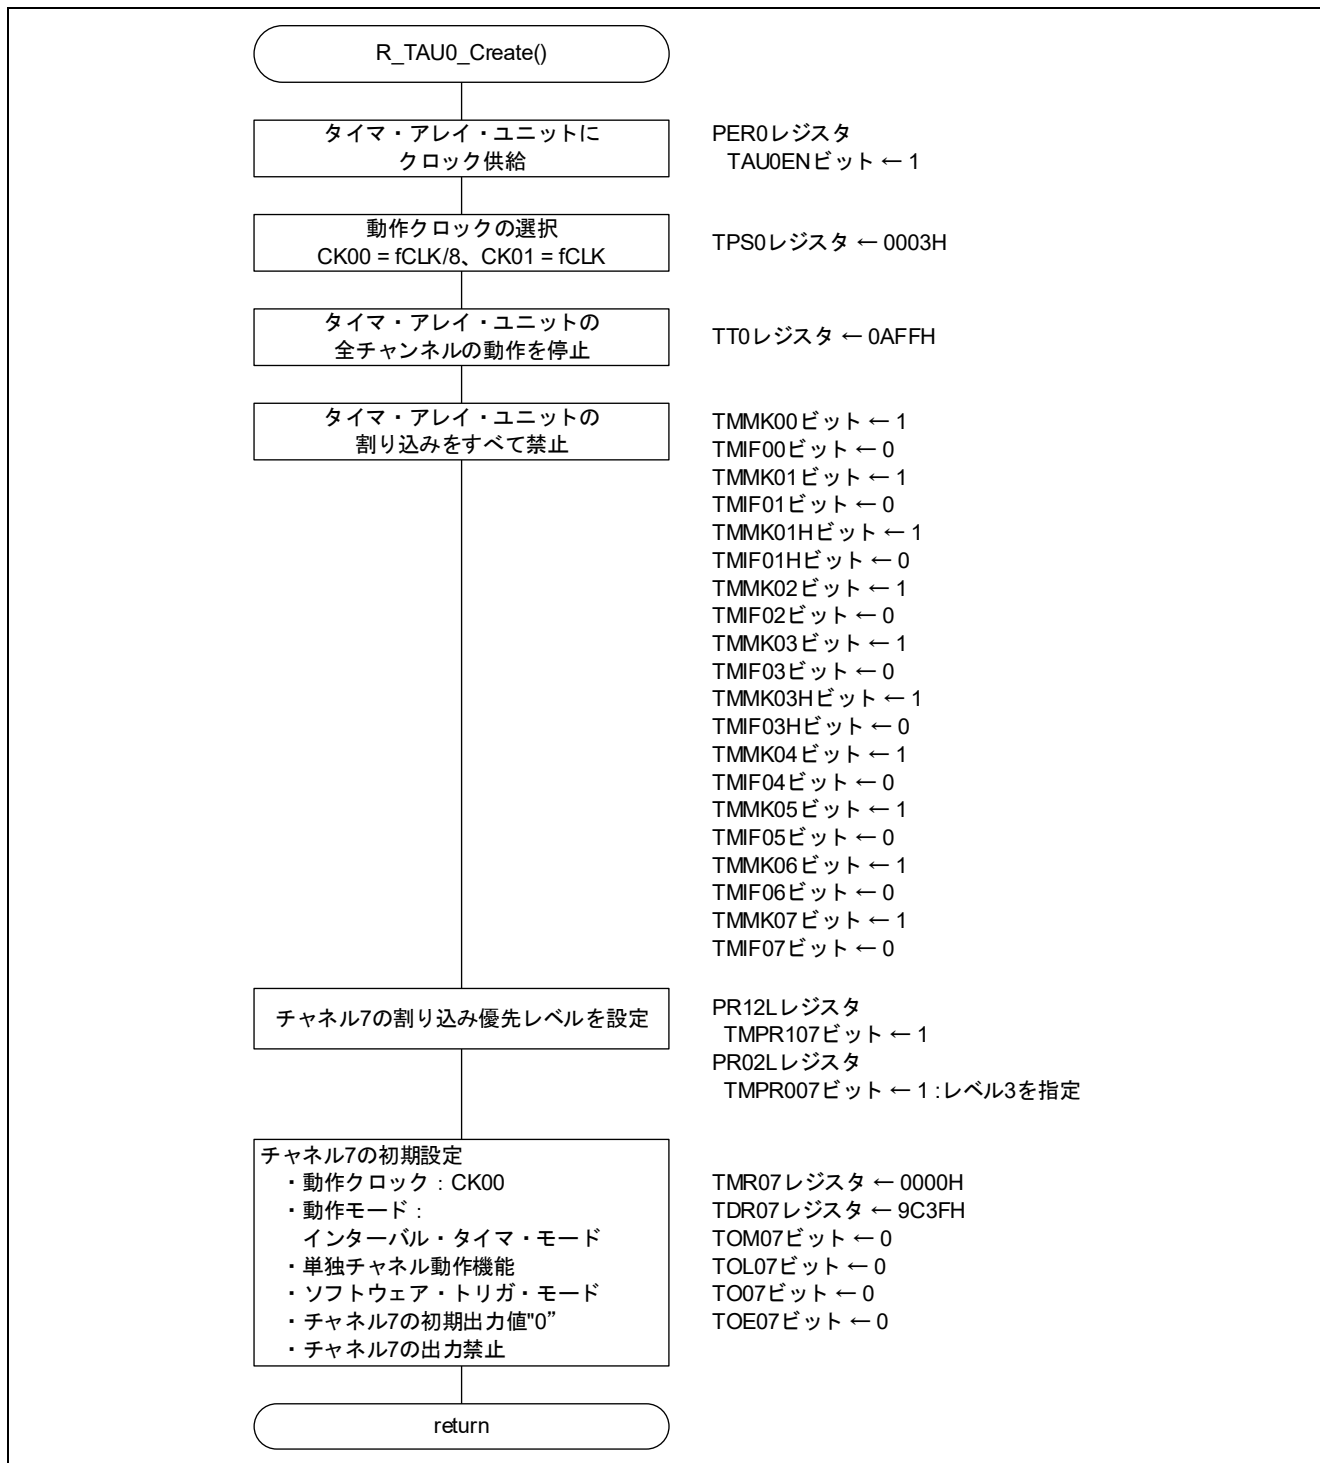 R_TAU0_Create()
タイマ・アレイ・ユニットに
クロック供給
PER0レジスタ
TAU0ENビット ← 1
動作クロックの選択
CK00 = fCLK/8、CK01 = fCLK
TPS0レジスタ ← 0003H
タイマ・アレイ・ユニットの
全チャンネルの動作を停止
TT0レジスタ ← 0AFFH
タイマ・アレイ・ユニットの
割り込みをすべて禁止
TMMK00ビット ← 1
TMIF00ビット ← 0
TMMK01ビット ← 1
TMIF01ビット ← 0
TMMK01Hビット ← 1
TMIF01Hビット ← 0
TMMK02ビット ← 1
TMIF02ビット ← 0
TMMK03ビット ← 1
TMIF03ビット ← 0
TMMK03Hビット ← 1
TMIF03Hビット ← 0
TMMK04ビット ← 1
TMIF04ビット ← 0
TMMK05ビット ← 1
TMIF05ビット ← 0
TMMK06ビット ← 1
TMIF06ビット ← 0
TMMK07ビット ← 1
TMIF07ビット ← 0
チャネル7の割り込み優先レベルを設定
PR12Lレジスタ
TMPR107ビット ← 1
PR02Lレジスタ
TMPR007ビット ← 1 :レベル3を指定
チャネル7の初期設定
・動作クロック：CK00
・動作モード：
インターバル・タイマ・モード
・単独チャネル動作機能
・ソフトウェア・トリガ・モード
・チャネル7の初期出力値"0”
・チャネル7の出力禁止
TMR07レジスタ ← 0000H
TDR07レジスタ ← 9C3FH
TOM07ビット ← 0
TOL07ビット ← 0
TO07ビット ← 0
TOE07ビット ← 0
return